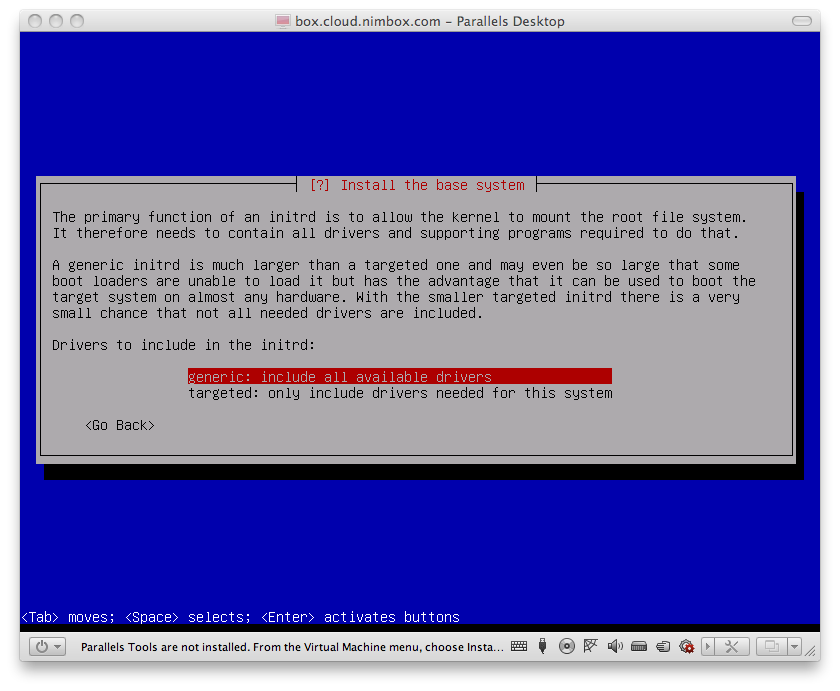 box.cloud.nimbox.com – Parallels Desktop
[?] Install the base system
The primary function of an initrd is to allow the kernel to mount the root file system.
It therefore needs to contain all drivers and supporting programs required to do that.
A generic initrd is much larger than a targeted one and may even be so large that some
boot loaders are unable to load it but has the advantage that it can be used to boot the
target system on almost any hardware. With the smaller targeted initrd there is a very
small chance that not all needed drivers are included.
Drivers to include in the initrd:
generic: include all available drivers
targeted: only include drivers needed for this system
<Go Back>
<Tab> moves; <Space> selects; <Enter> activates buttons
Parallels Tools are not installed. From the Virtual Machine menu, choose Insta...